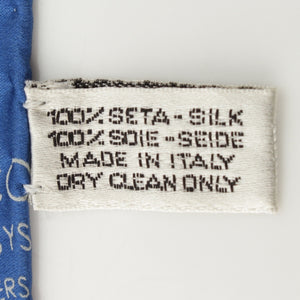 100% SETA - SILK
100% SOIE - SEIDE
MADE IN ITALY
DRY CLEAN ONLY